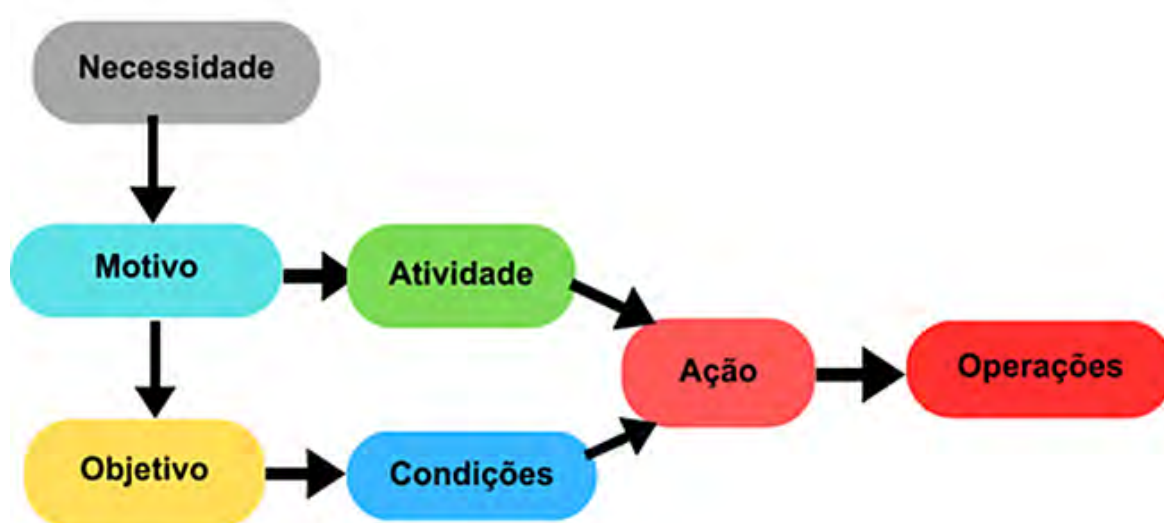 Necessidade
Motivo
Atividade
Ação
Operações
Objetivo
Condições